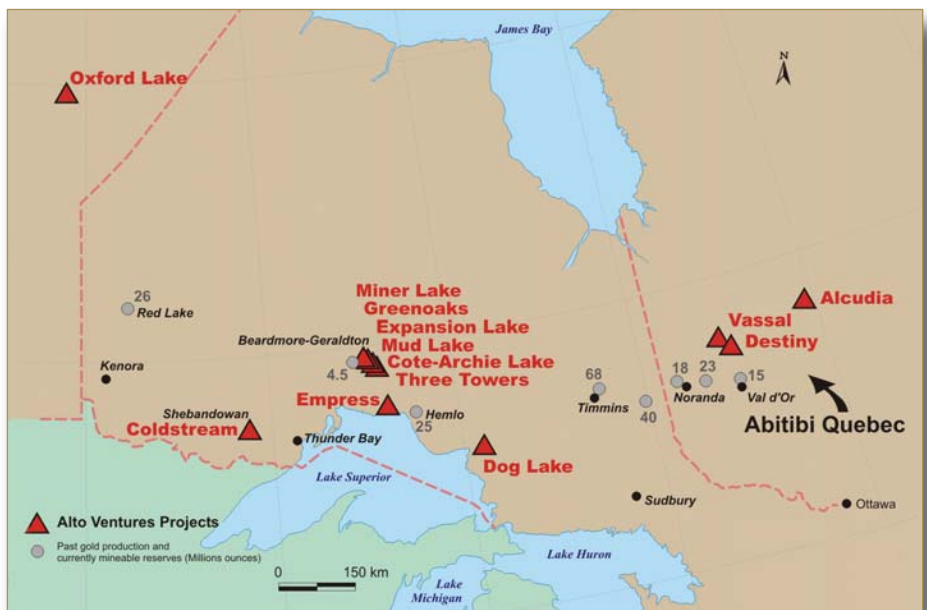 James Bay
N
Oxford Lake
26
Red Lake
Kenora
Miner Lake
Greenoaks
Expansion Lake
Beardmore-Geraldton
Mud Lake
Cote-Archie Lake
Three Towers
4.5
Alcudia
Vassal
Destiny
68
Timmins
40
18
Noranda
23
15
Val d'Or
Abitibi Quebec
Empress
Hemlo
25
Shebandowan
Coldstream
Thunder Bay
Dog Lake
Lake Superior
Sudbury
Ottawa
Alto Ventures Projects
Past gold production and
currently mineable reserves (Millions ounces)
0 150 km
Lake Huron
Lake
Michigan